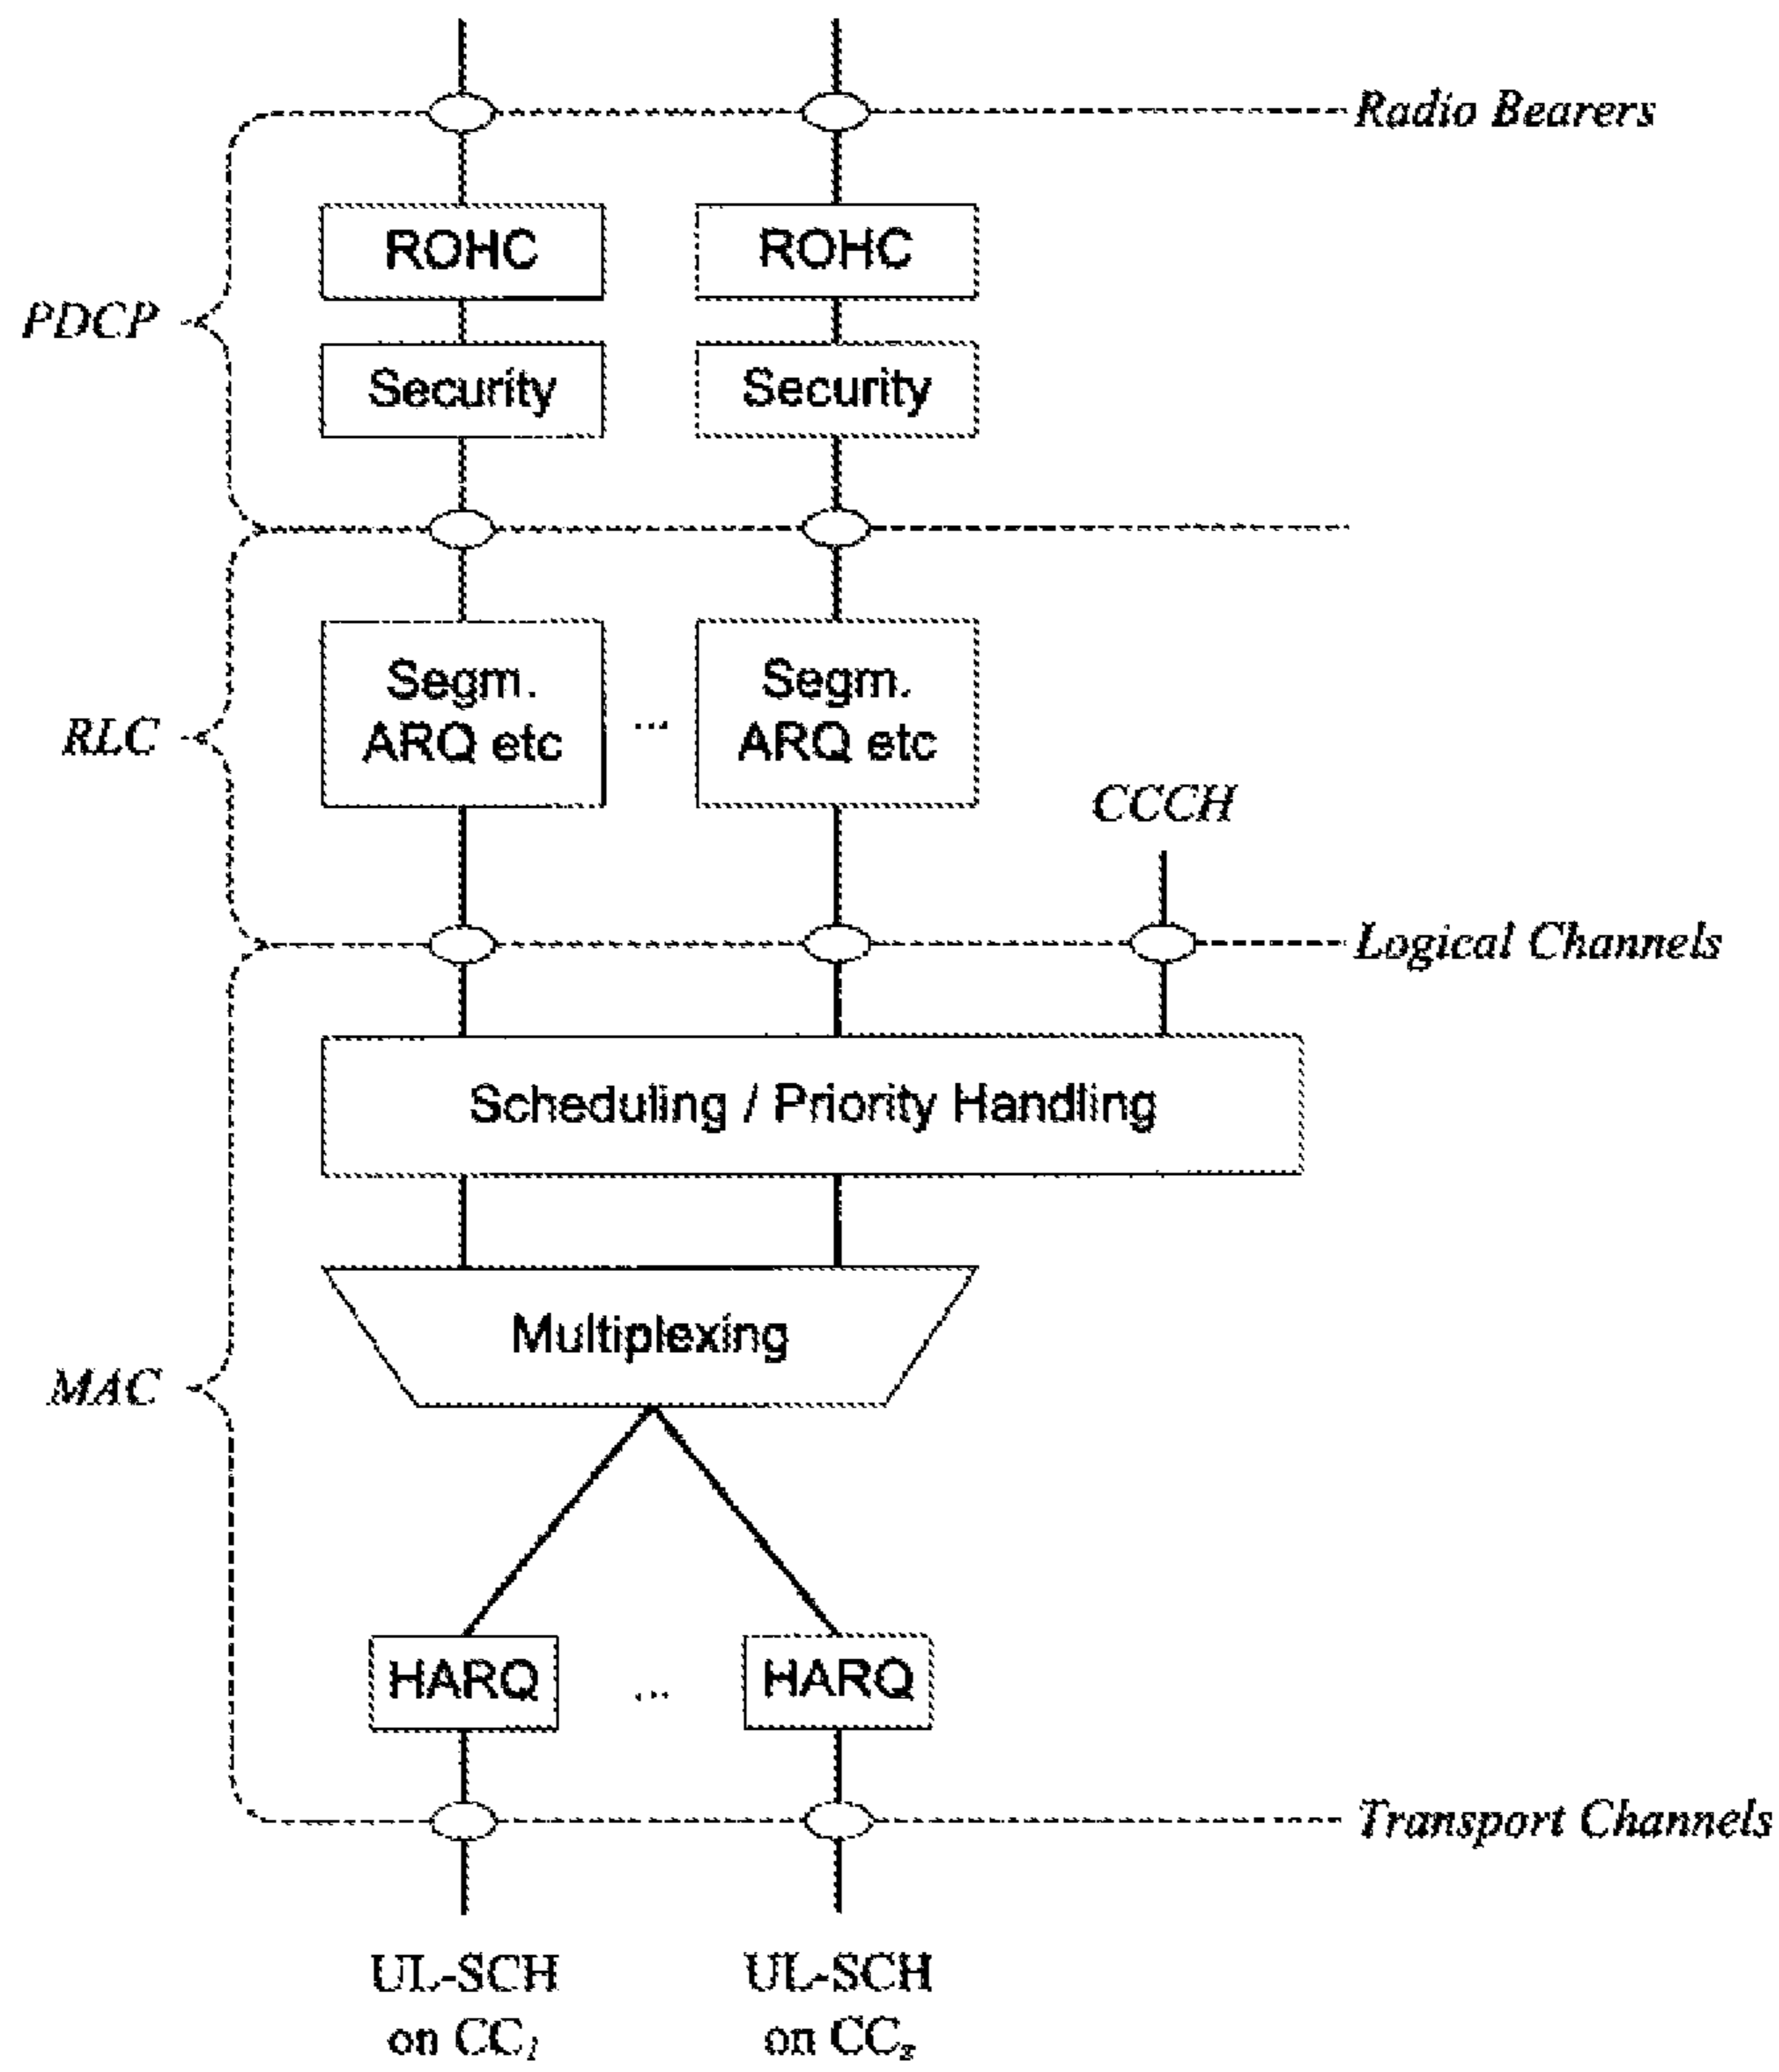 Radio Bearers
ROHC ROHC
PDCP
Security Security
Segm. Segm.
RLC
ARQ etc ... ARQ etc
CCCH
Logical Channels
Scheduling / Priority Handling
Multiplexing
MAC
HARQ ... HARQ
Transport Channels
UL-SCH UL-SCH
on CC1 on CCz